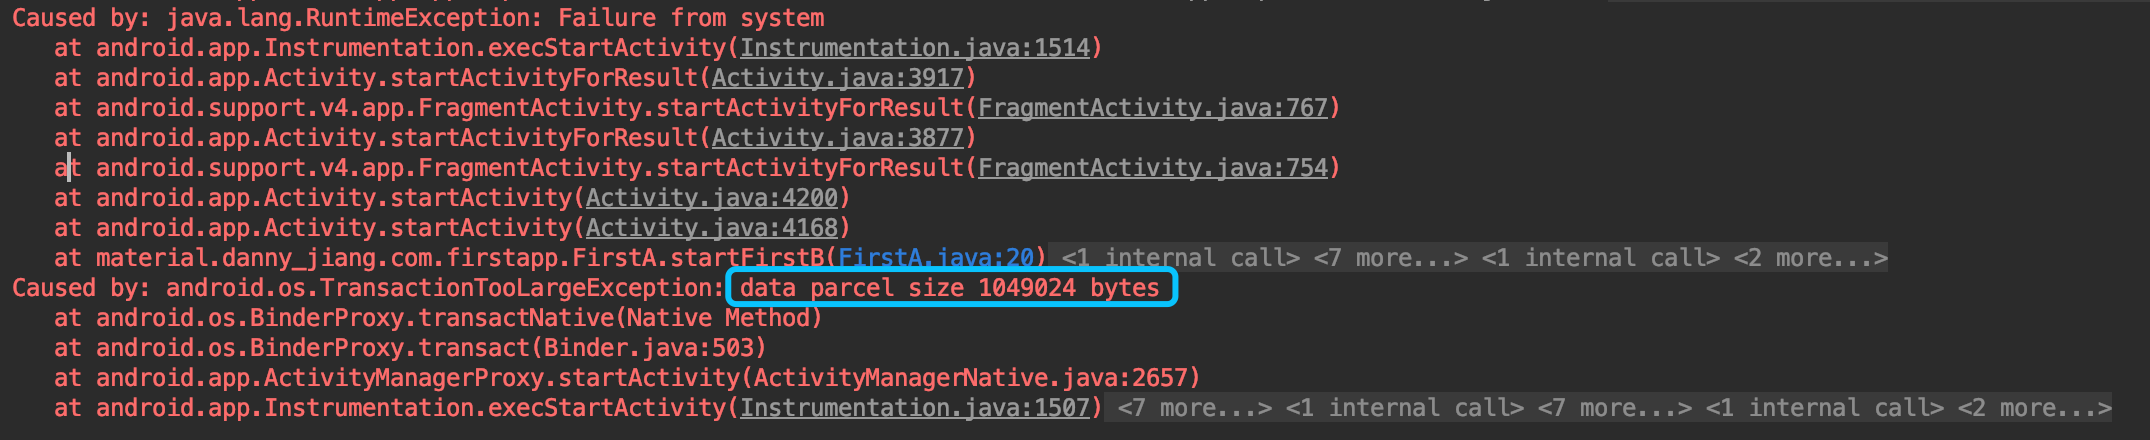 Caused by: java.lang.RuntimeException: Failure from system
at android.app.Instrumentation.execStartActivity(Instrumentation.java:1514)
at android.app.Activity.startActivityForResult(Activity.java:3917)
at android.support.v4.app.FragmentActivity.startActivityForResult(FragmentActivity.java:767)
at android.app.Activity.startActivityForResult(Activity.java:3877)
at android.support.v4.app.FragmentActivity.startActivityForResult(FragmentActivity.java:754)
at android.app.Activity.startActivity(Activity.java:4200)
at android.app.Activity.startActivity(Activity.java:4168)
at material.danny_jiang.com.firstapp.FirstA.startFirstB(FirstA.java:20) <1 internal call> <7 more...> <1 internal call> <2 more...>
Caused by: android.os.TransactionTooLargeException: data parcel size 1049024 bytes
at android.os.BinderProxy.transactNative(Native Method)
at android.os.BinderProxy.transact(Binder.java:503)
at android.app.ActivityManagerProxy.startActivity(ActivityManagerNative.java:2657)
at android.app.Instrumentation.execStartActivity(Instrumentation.java:1507) <7 more...> <1 internal call> <7 more...> <1 internal call> <2 more...>